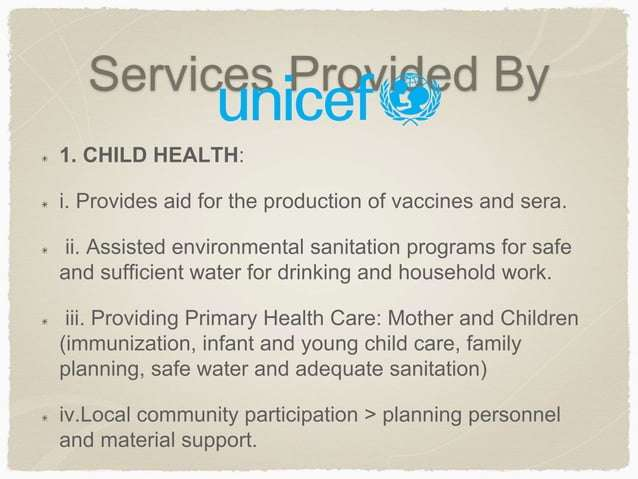 Services Provided By
unicef
1. CHILD HEALTH:
i. Provides aid for the production of vaccines and sera.
ii. Assisted environmental sanitation programs for safe
and sufficient water for drinking and household work.
iii. Providing Primary Health Care: Mother and Children
(immunization, infant and young child care, family
planning, safe water and adequate sanitation)
iv.Local community participation > planning personnel
and material support.